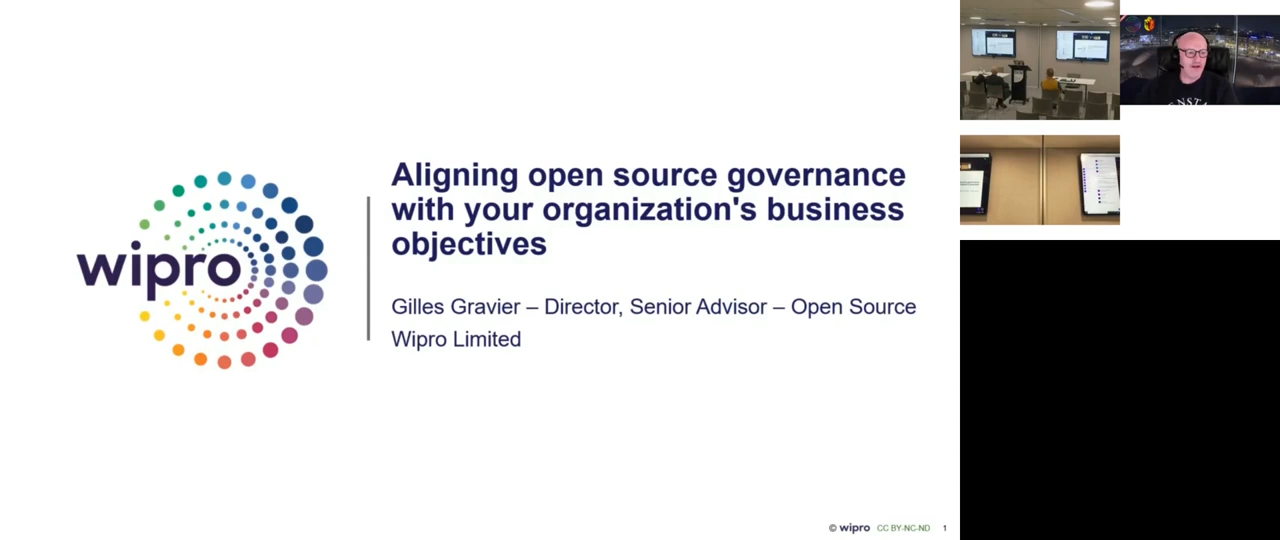 Aligning open source governance
with your organization's business
objectives
wipro
Gilles Gravier – Director, Senior Advisor – Open Source
Wipro Limited
© wipro CC BY-NC-ND 1